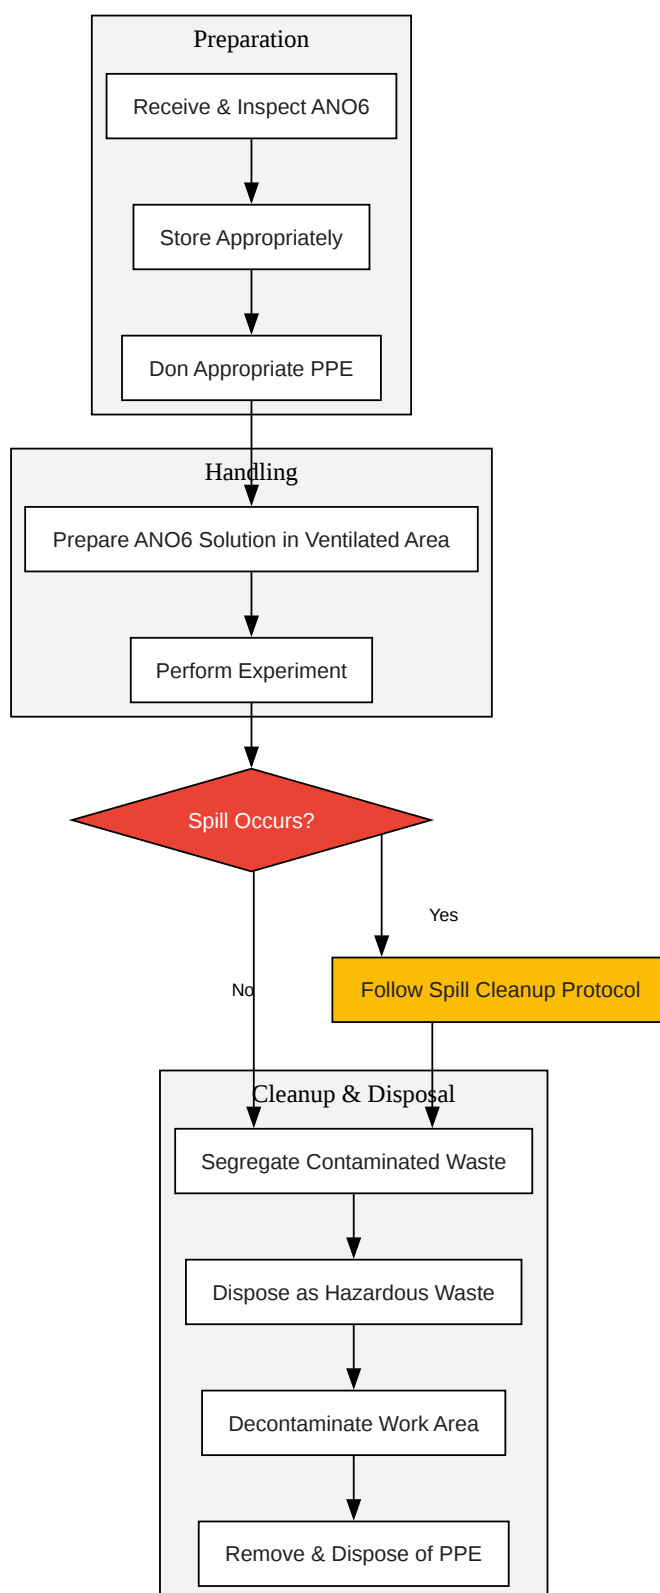 Preparation
Receive & Inspect ANO6
Store Appropriately
Don Appropriate PPE
Handling
Prepare ANO6 Solution in Ventilated Area
Perform Experiment
Spill Occurs?
Yes
No
Follow Spill Cleanup Protocol
Cleanup & Disposal
Segregate Contaminated Waste
Dispose as Hazardous Waste
Decontaminate Work Area
Remove & Dispose of PPE